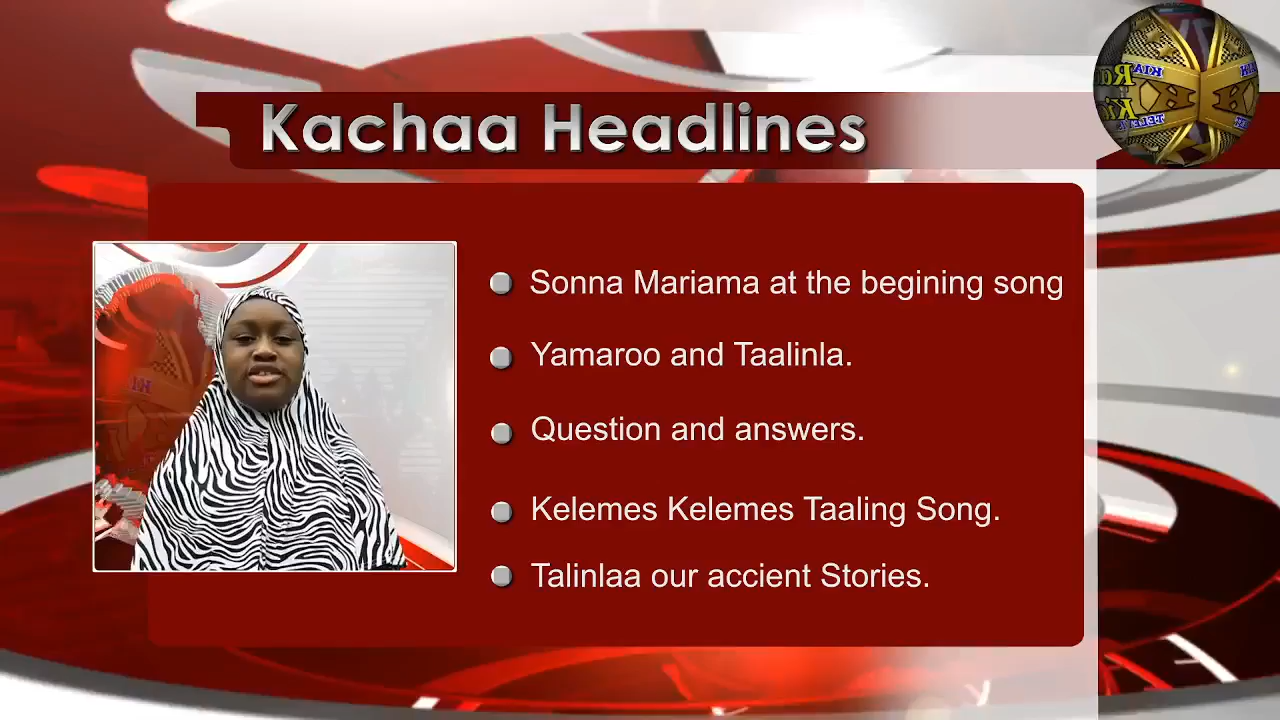 Kachaa Headlines
Sonna Mariama at the begining song
Yamaroo and Taalinla.
Question and answers.
Kelemes Kelemes Taaling Song.
Talinlaa our accient Stories.